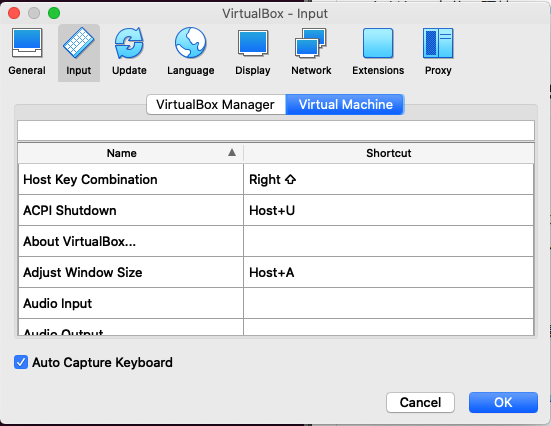 VirtualBox - Input
General Input Update Language Display Network Extensions Proxy
VirtualBox Manager Virtual Machine
Name Shortcut
Host Key Combination Right ⇧
ACPI Shutdown Host+U
About VirtualBox...
Adjust Window Size Host+A
Audio Input
Audio Output
Auto Capture Keyboard
Cancel OK